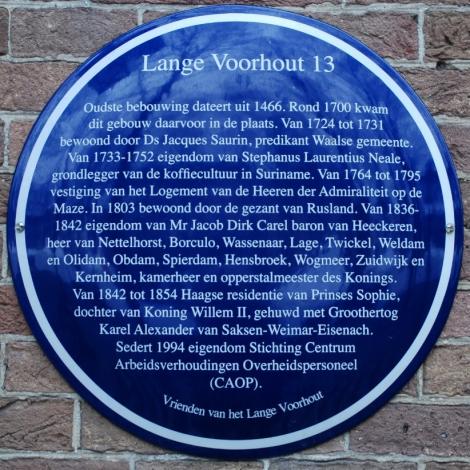 Lange Voorhout 13
Oudste bebouwing dateert uit 1466. Rond 1700 kwam
dit gebouw daarvoor in de plaats. Van 1724 tot 1731
bewoond door Ds Jacques Saurin, predikant Waalse gemeente.
Van 1733-1752 eigendom van Stephanus Laurentius Neale,
grondlegger van de koffiecultuur in Suriname. Van 1764 tot 1795
vestiging van het Logement van de Heeren der Admiraliteit op de
Maze. In 1803 bewoond door de gezant van Rusland. Van 1836-
1842 eigendom van Mr Jacob Dirk Carel baron van Heeckeren,
heer van Nettelhorst, Borculo, Wassenaar, Lage, Twickel, Weldam
en Olidam, Obdam, Spierdam, Hensbroek, Wogmeer, Zuidwijk en
Kernheim, kamerheer en opperstalmeester des Konings.
Van 1842 tot 1854 Haagse residentie van Prinses Sophie,
dochter van Koning Willem II, gehuwd met Groothertog
Karel Alexander van Saksen-Weimar-Eisenach.
Sedert 1994 eigendom Stichting Centrum
Arbeidsverhoudingen Overheidspersoneel
(CAOP).
Vrienden van het Lange Voorhout